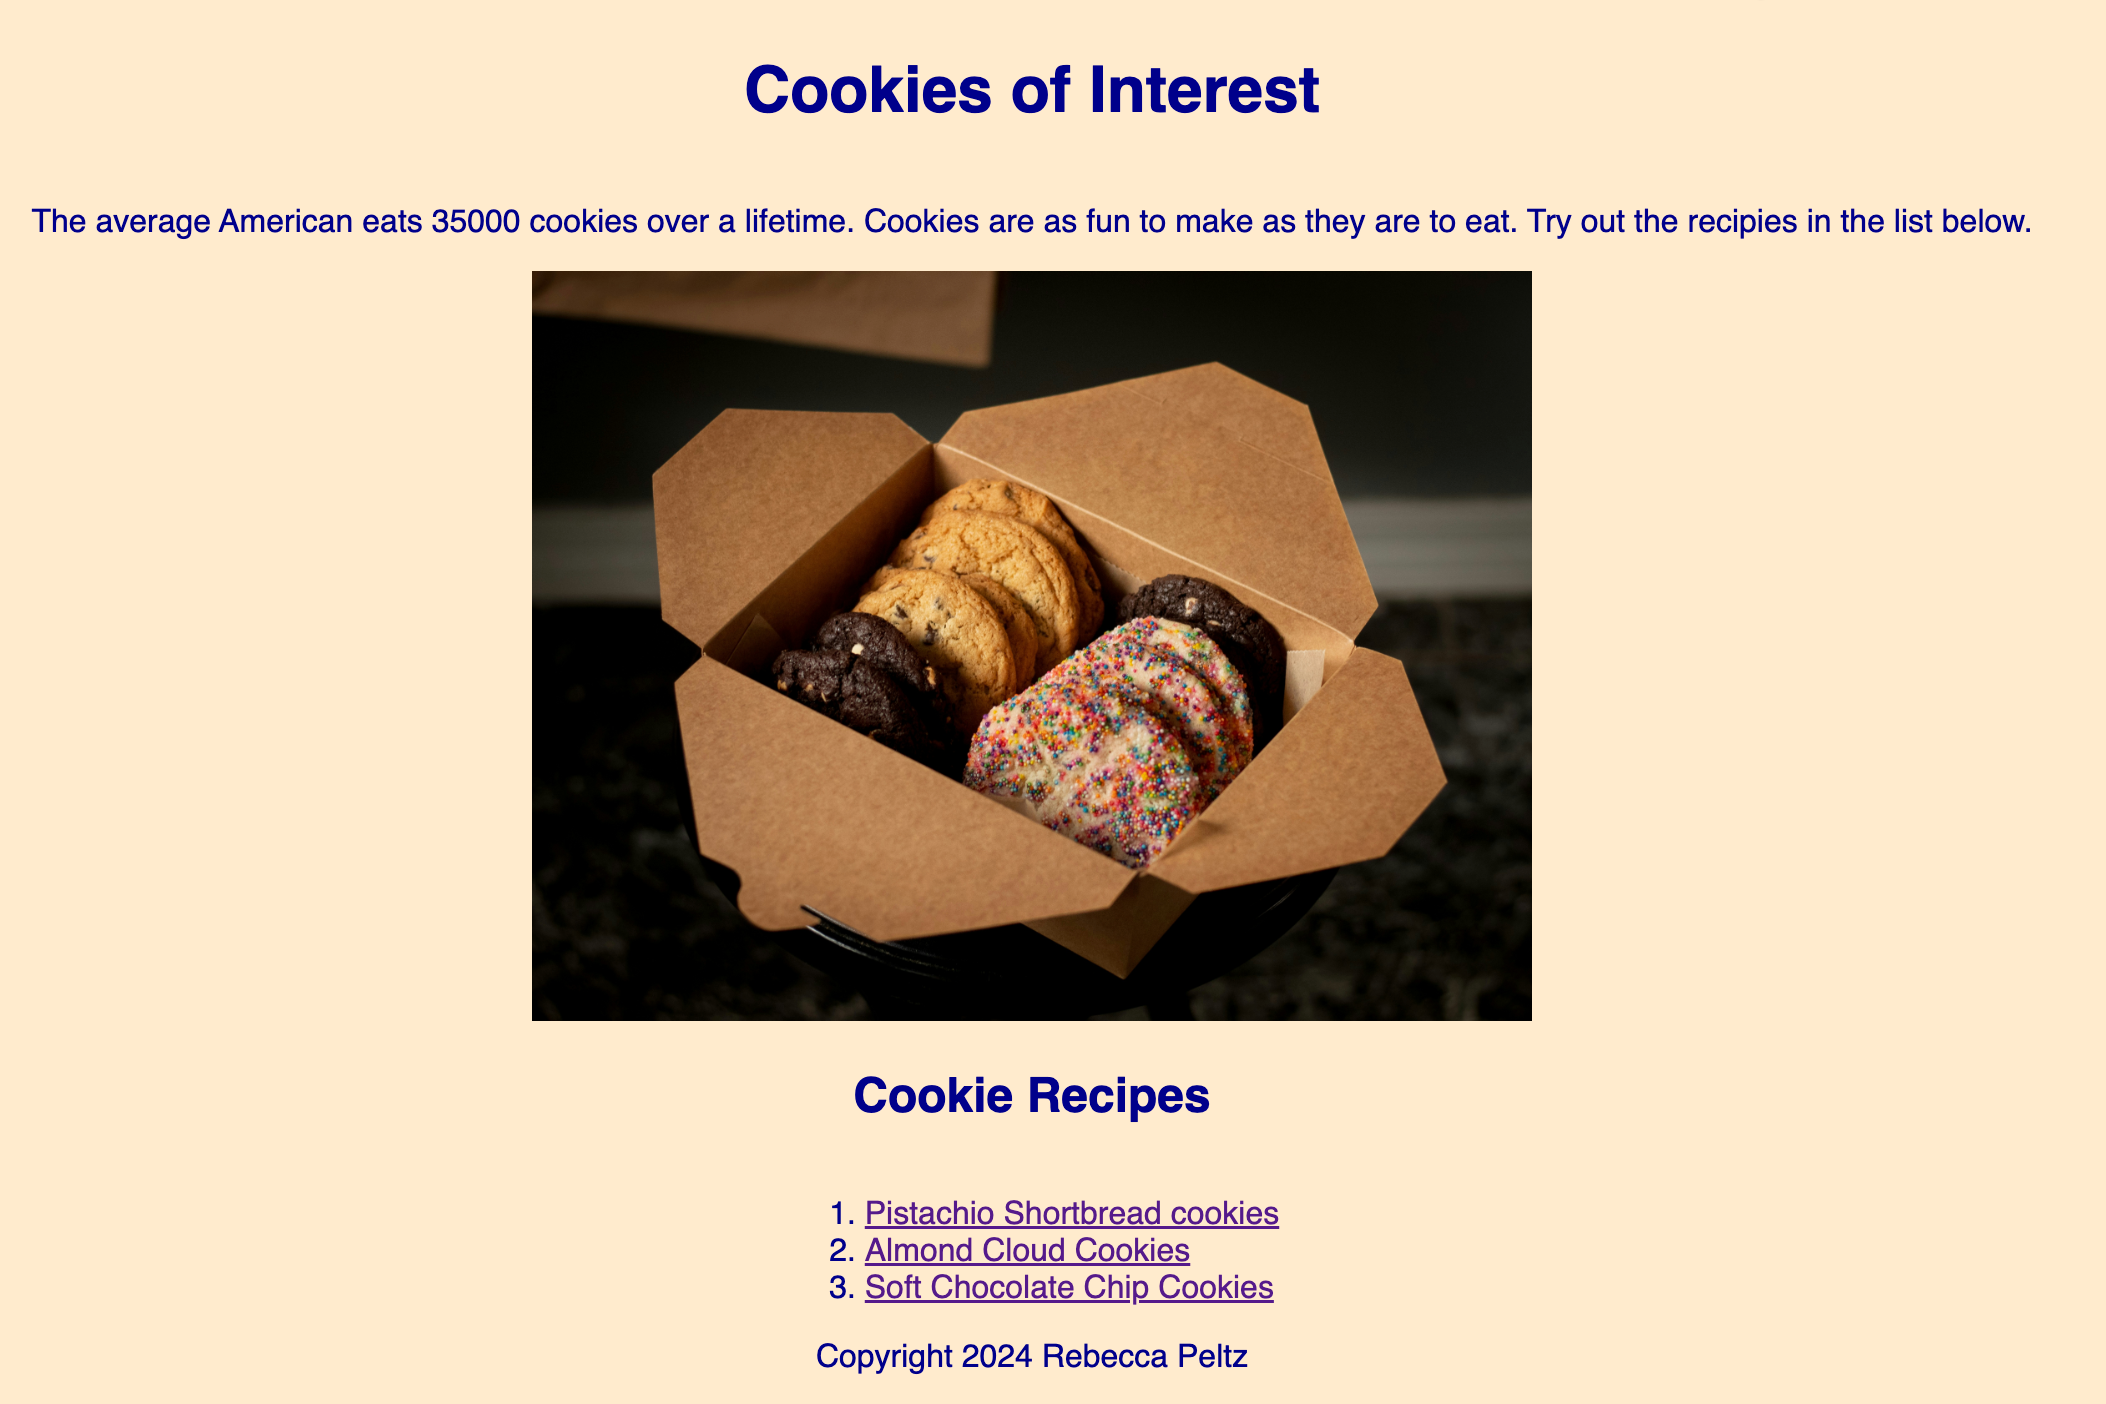 Cookies of Interest
The average American eats 35000 cookies over a lifetime. Cookies are as fun to make as they are to eat. Try out the recipies in the list below.
Cookie Recipes
1. Pistachio Shortbread cookies
2. Almond Cloud Cookies
3. Soft Chocolate Chip Cookies
Copyright 2024 Rebecca Peltz